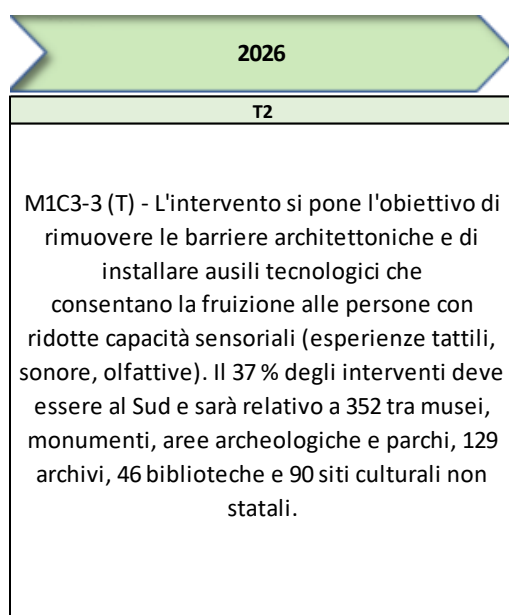 2026
T2
M1C3-3 (T) - L'intervento si pone l'obiettivo di
rimuovere le barriere architettoniche e di
installare ausili tecnologici che
consentano la fruizione alle persone con
ridotte capacità sensoriali (esperienze tattili,
sonore, olfattive). Il 37 % degli interventi deve
essere al Sud e sarà relativo a 352 tra musei,
monumenti, aree archeologiche e parchi, 129
archivi, 46 biblioteche e 90 siti culturali non
statali.